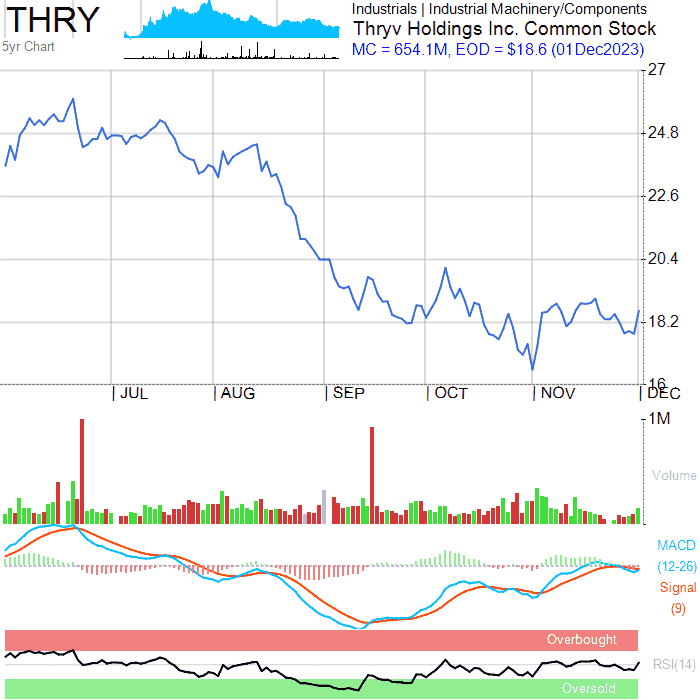 THRY
5yr Chart
Industrials | Industrial Machinery/Components
Thryv Holdings Inc. Common Stock
MC = 654.1M, EOD = $18.6 (01Dec2023)
27
24.8
22.6
20.4
18.2
16
| JUL | AUG | SEP | OCT | NOV | DEC
1M
Volume
MACD
(12-26)
Signal
(9)
Overbought
RSI(14)
Oversold